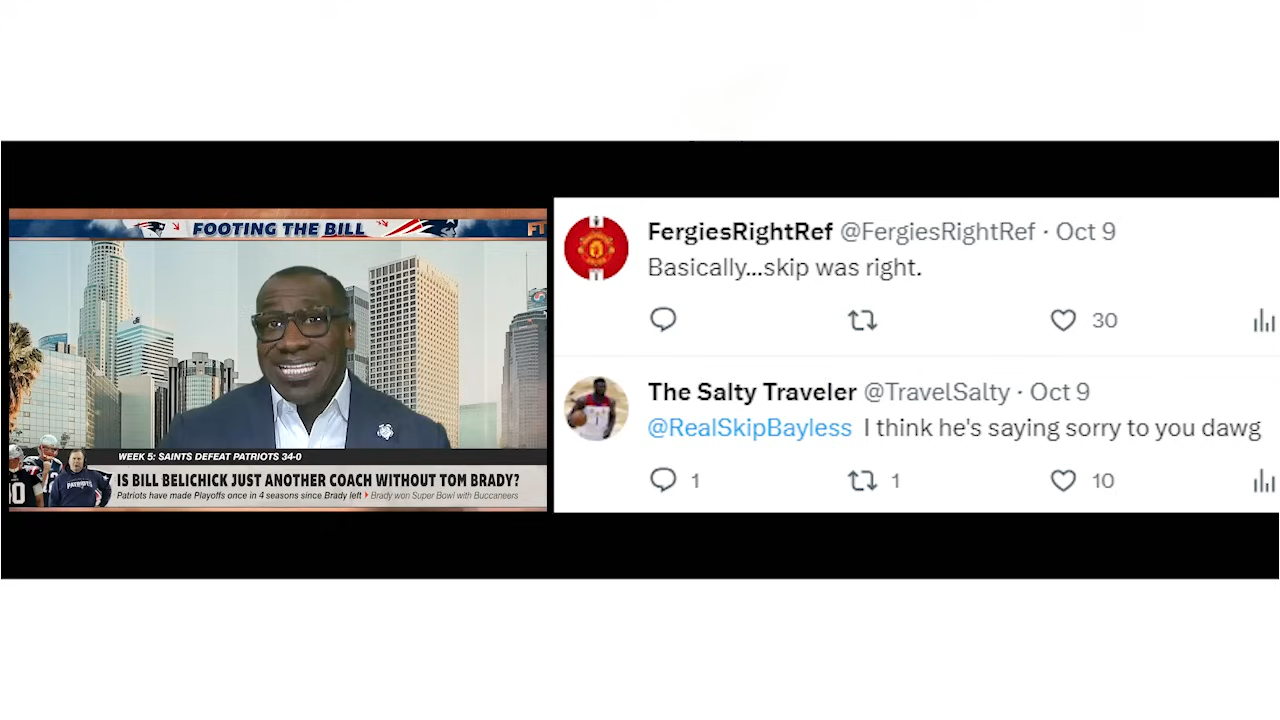 FOOTING THE BILL
FT
WEEK 5: SAINTS DEFEAT PATRIOTS 34-0
IS BILL BELICHICK JUST ANOTHER COACH WITHOUT TOM BRADY?
PATRIOTS
Patriots have made Playoffs once in 4 seasons since Brady left Brady won Super Bowl with Buccaneers
FergiesRightRef @FergiesRightRef · Oct 9
Basically...skip was right.
30
The Salty Traveler @TravelSalty · Oct 9
@RealSkipBayless I think he's saying sorry to you dawg
1 1 10